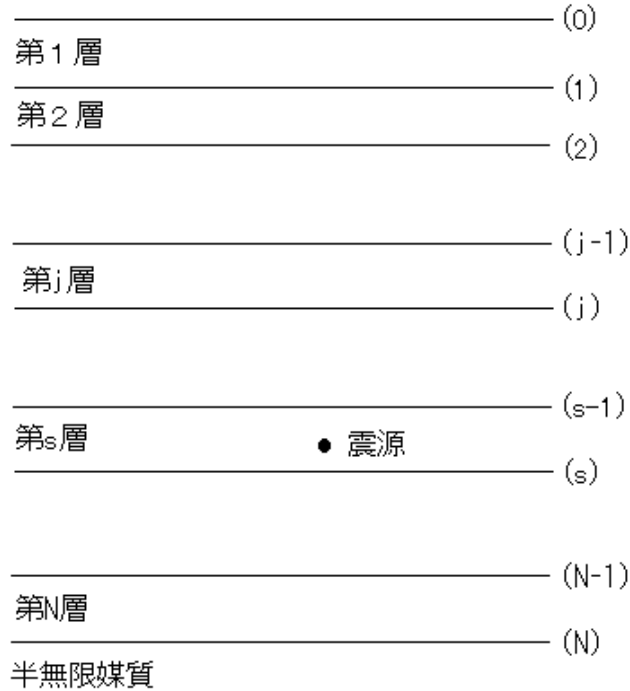 (0)
第1層
(1)
第2層
(2)
(j-1)
第j層
(j)
(s-1)
第s層
震源
(s)
(N-1)
第N層
(N)
半無限媒質